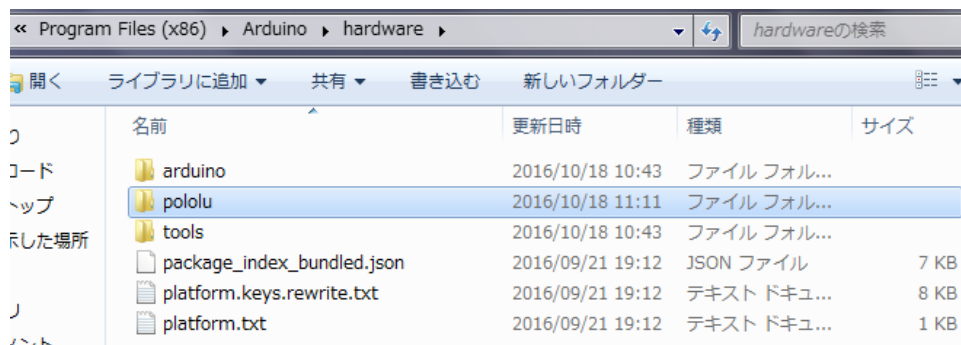 « Program Files (x86) ▸ Arduino ▸ hardware ▸ hardwareの検索
開く ライブラリに追加 ▼ 共有 ▼ 書き込む 新しいフォルダー
名前 更新日時 種類 サイズ
arduino 2016/10/18 10:43 ファイル フォル...
pololu 2016/10/18 11:11 ファイル フォル...
tools 2016/10/18 10:43 ファイル フォル...
示した場所
package_index_bundled.json 2016/09/21 19:12 JSON ファイル 7 KB
platform.keys.rewrite.txt 2016/09/21 19:12 テキスト ドキュ... 8 KB
platform.txt 2016/09/21 19:12 テキスト ドキュ... 1 KB